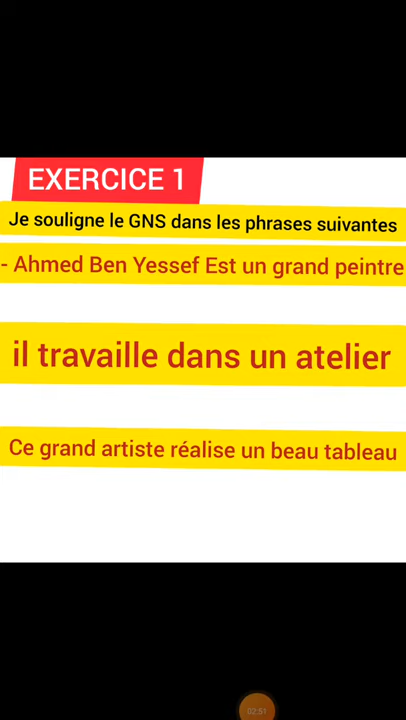 EXERCICE 1
Je souligne le GNS dans les phrases suivantes
- Ahmed Ben Yessef Est un grand peintre
il travaille dans un atelier
Ce grand artiste réalise un beau tableau
02:51